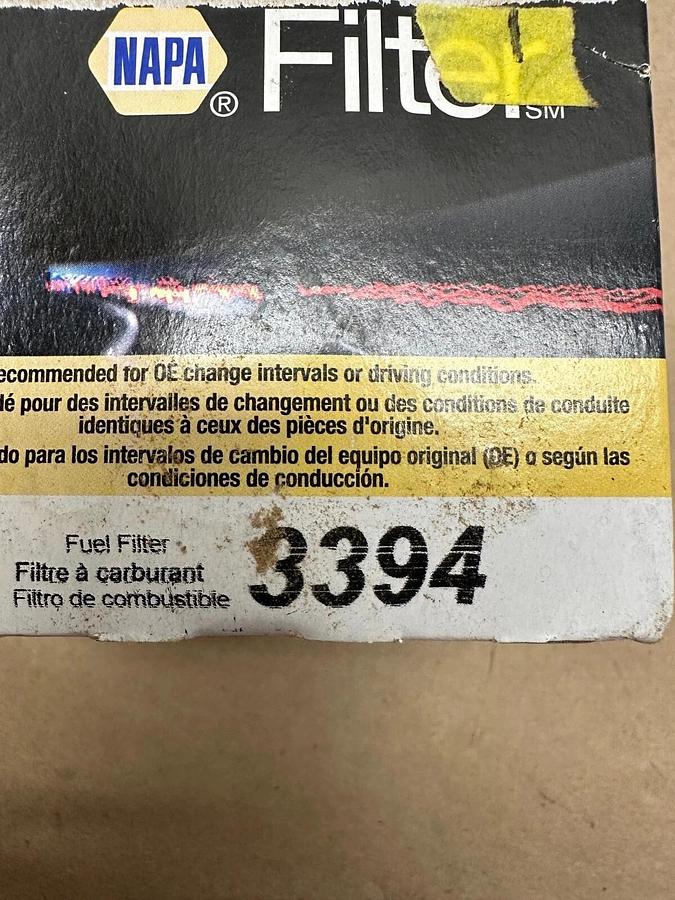 NAPA
® Filter SM
ecommended for OE change intervals or driving conditions.
dé pour des intervalles de changement ou des conditions de conduite
identiques à ceux des pièces d'origine.
do para los intervalos de cambio del equipo original (OE) o según las
condiciones de conducción.
Fuel Filter
Filtre à carburant
Filtro de combustible
3394